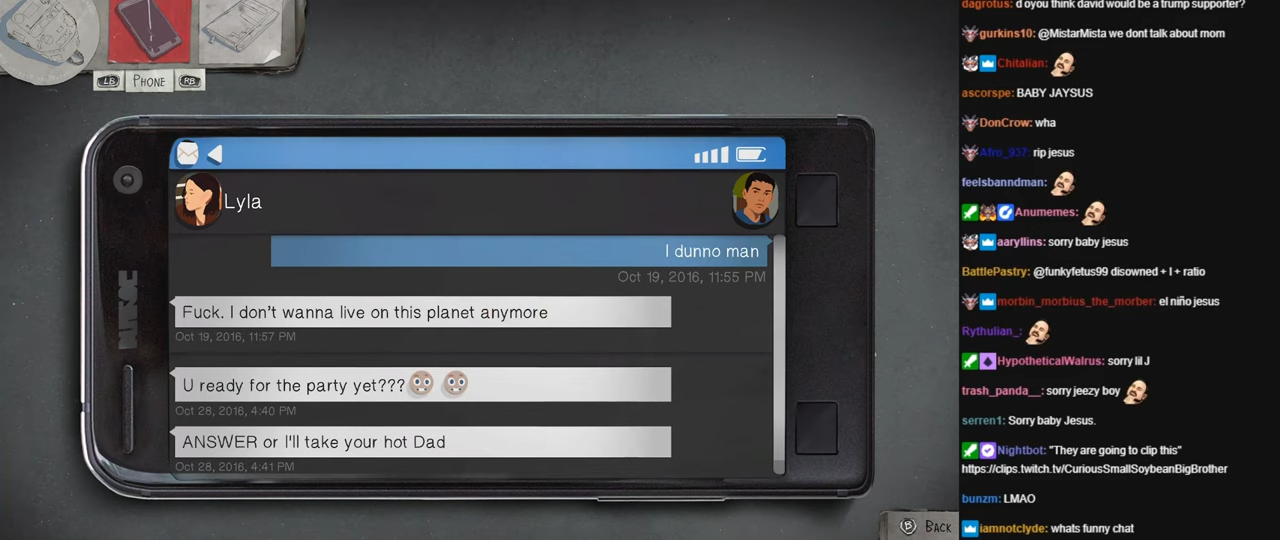 LB PHONE RB
Lyla
I dunno man
Oct 19, 2016, 11:55 PM
Fuck. I don't wanna live on this planet anymore
Oct 19, 2016, 11:57 PM
U ready for the party yet???
Oct 28, 2016, 4:40 PM
ANSWER or I'll take your hot Dad
Oct 28, 2016, 4:41 PM
B BACK
dagrotus: d oyou think david would be a trump supporter?
gurkins10: @MistarMista we dont talk about mom
Chitalian:
ascorspe: BABY JAYSUS
DonCrow: wha
Afro_937: rip jesus
feelsbanndman:
Anumemes:
aaryllins: sorry baby jesus
BattlePastry: @funkyfetus99 disowned + l + ratio
morbin_morbius_the_morber: el niño jesus
Rythulian_:
HypotheticalWalrus: sorry lil J
trash_panda__: sorry jeezy boy
serren1: Sorry baby Jesus.
Nightbot: "They are going to clip this"
https://clips.twitch.tv/CuriousSmallSoybeanBigBrother
bunzm: LMAO
iamnotclyde: whats funny chat